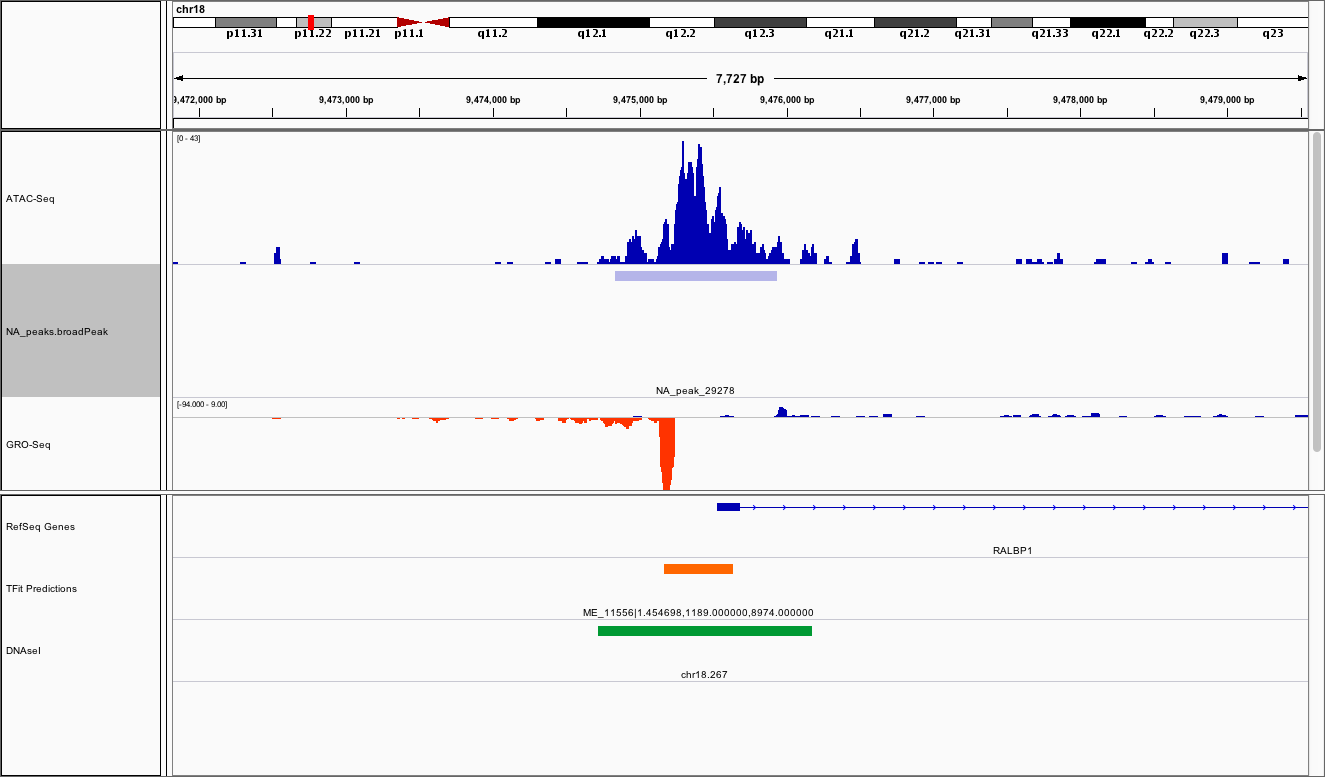 chr18
p11.31 p11.22 p11.21 p11.1 q11.2 q12.1 q12.2 q12.3 q21.1 q21.2 q21.31 q21.33 q22.1 q22.2 q22.3 q23
7,727 bp
9,472,000 bp 9,473,000 bp 9,474,000 bp 9,475,000 bp 9,476,000 bp 9,477,000 bp 9,478,000 bp 9,479,000 bp
[0 - 43]
ATAC-Seq
NA_peaks.broadPeak
NA_peak_29278
[-94.000 - 9.00]
GRO-Seq
RefSeq Genes
RALBP1
TFit Predictions
ME_11556|1.454698,1189.000000,8974.000000
DNAseI
chr18.267